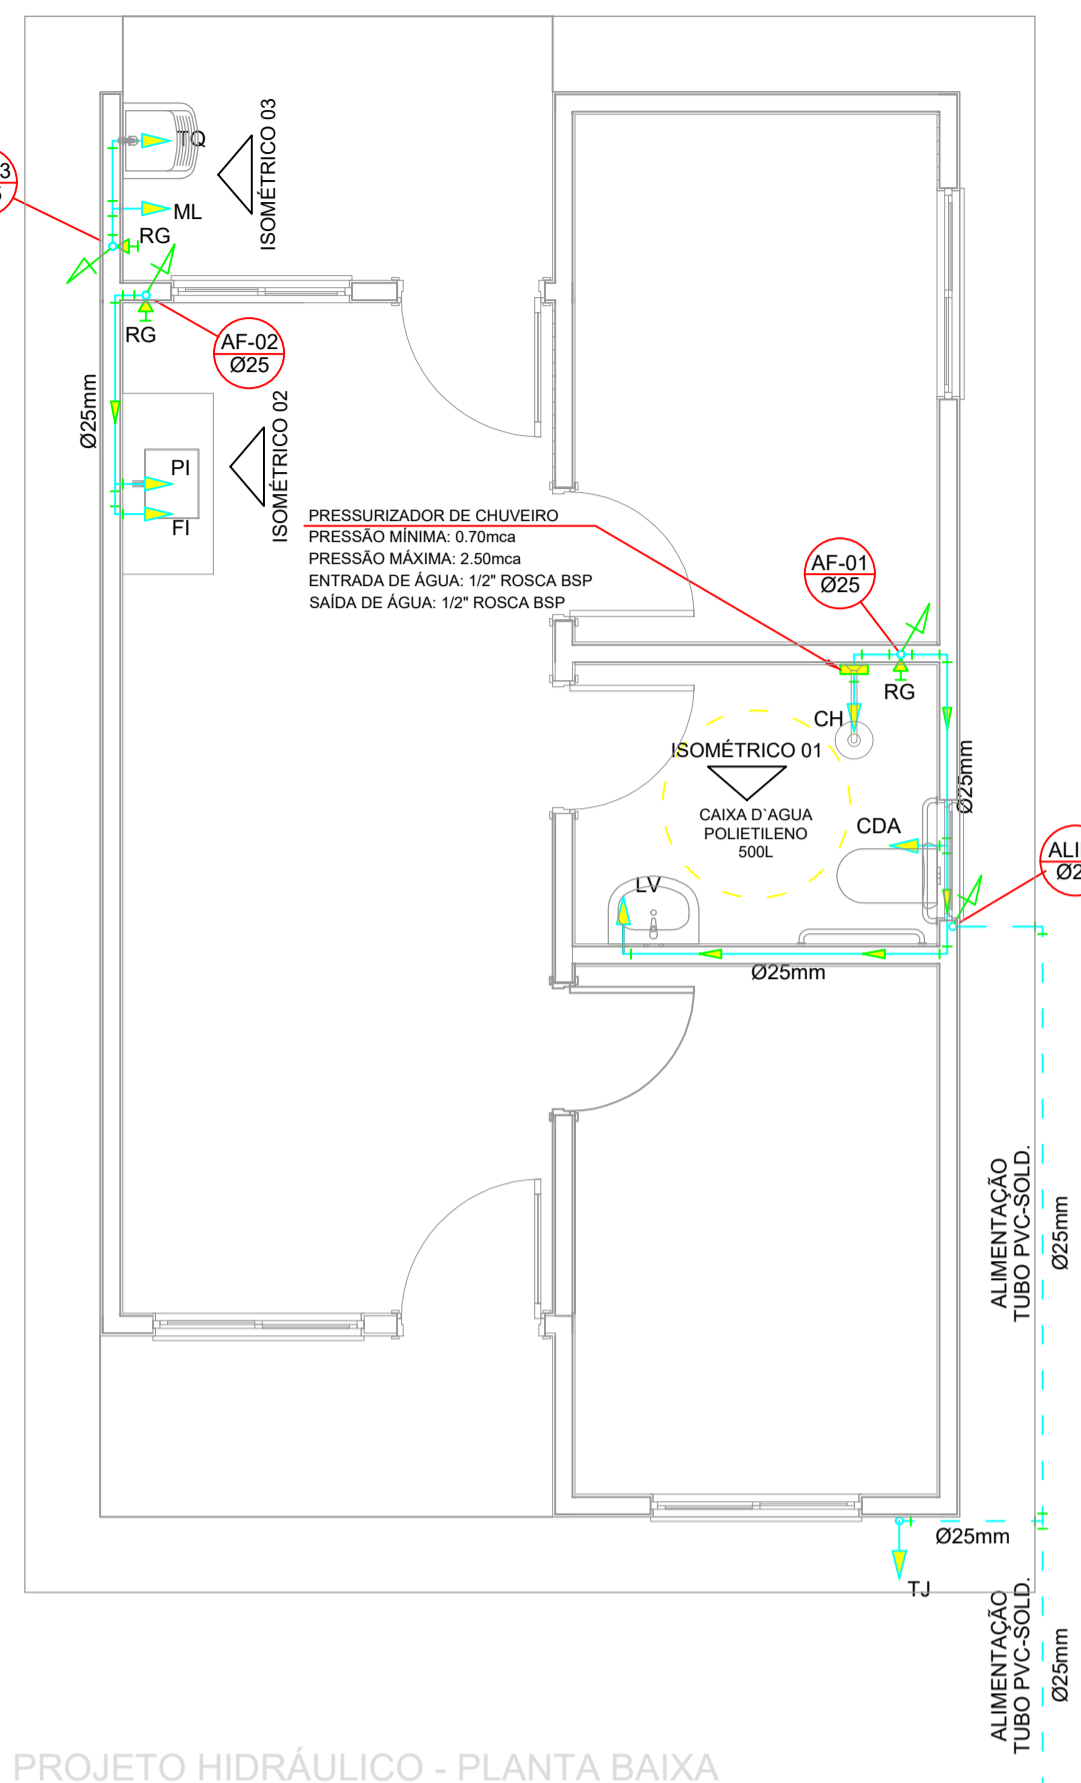 TQ
ISOMÉTRICO 03
ML
RG
RG
AF-02
Ø25
Ø25mm
ISOMÉTRICO 02
PI
FI
PRESSURIZADOR DE CHUVEIRO
PRESSÃO MÍNIMA: 0.70mca
PRESSÃO MÁXIMA: 2.50mca
ENTRADA DE ÁGUA: 1/2" ROSCA BSP
SAÍDA DE ÁGUA: 1/2" ROSCA BSP
AF-01
Ø25
RG
CH
ISOMÉTRICO 01
Ø25mm
CAIXA D`AGUA
POLIETILENO
500L
CDA
LV
Ø25mm
ALIMENTAÇÃO
TUBO PVC-SOLD.
Ø25mm
Ø25mm
TJ
ALIMENTAÇÃO
TUBO PVC-SOLD.
Ø25mm
PROJETO HIDRÁULICO - PLANTA BAIXA